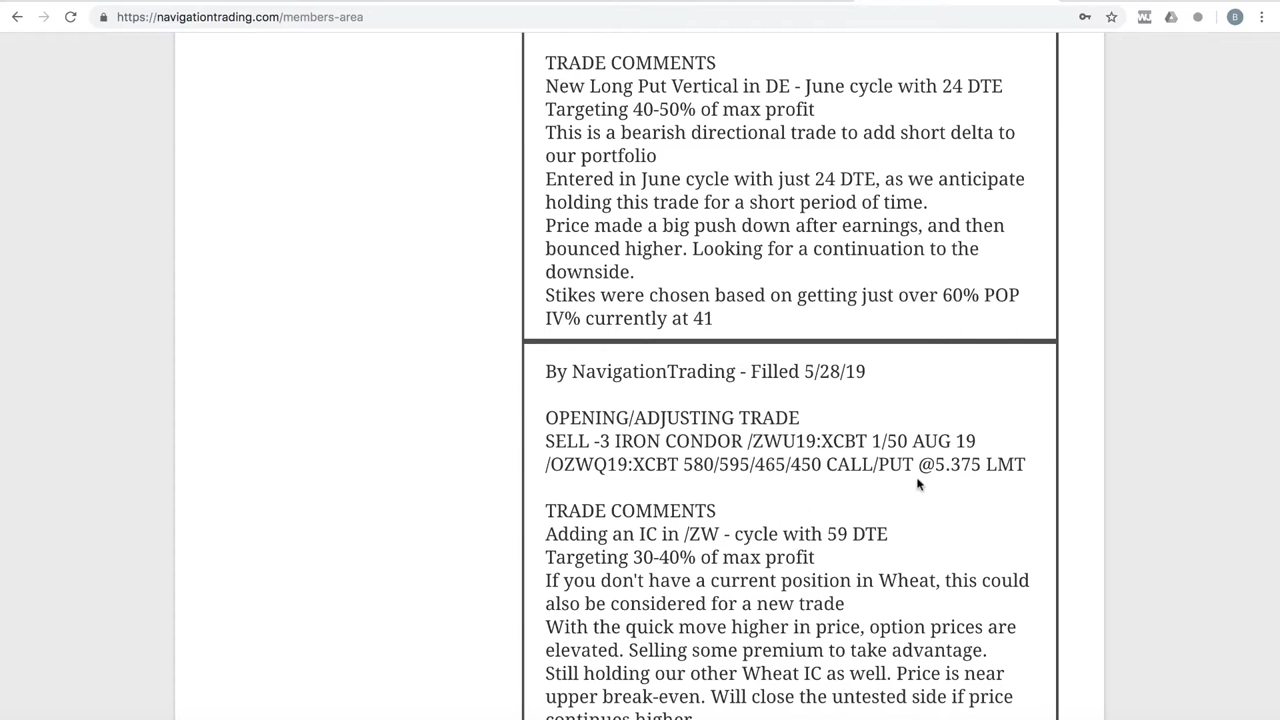 https://navigationtrading.com/members-area
B
TRADE COMMENTS
New Long Put Vertical in DE - June cycle with 24 DTE
Targeting 40-50% of max profit
This is a bearish directional trade to add short delta to
our portfolio
Entered in June cycle with just 24 DTE, as we anticipate
holding this trade for a short period of time.
Price made a big push down after earnings, and then
bounced higher. Looking for a continuation to the
downside.
Stikes were chosen based on getting just over 60% POP
IV% currently at 41
By NavigationTrading - Filled 5/28/19
OPENING/ADJUSTING TRADE
SELL -3 IRON CONDOR /ZWU19:XCBT 1/50 AUG 19
/OZWQ19:XCBT 580/595/465/450 CALL/PUT @5.375 LMT
TRADE COMMENTS
Adding an IC in /ZW - cycle with 59 DTE
Targeting 30-40% of max profit
If you don't have a current position in Wheat, this could
also be considered for a new trade
With the quick move higher in price, option prices are
elevated. Selling some premium to take advantage.
Still holding our other Wheat IC as well. Price is near
upper break-even. Will close the untested side if price
continues higher